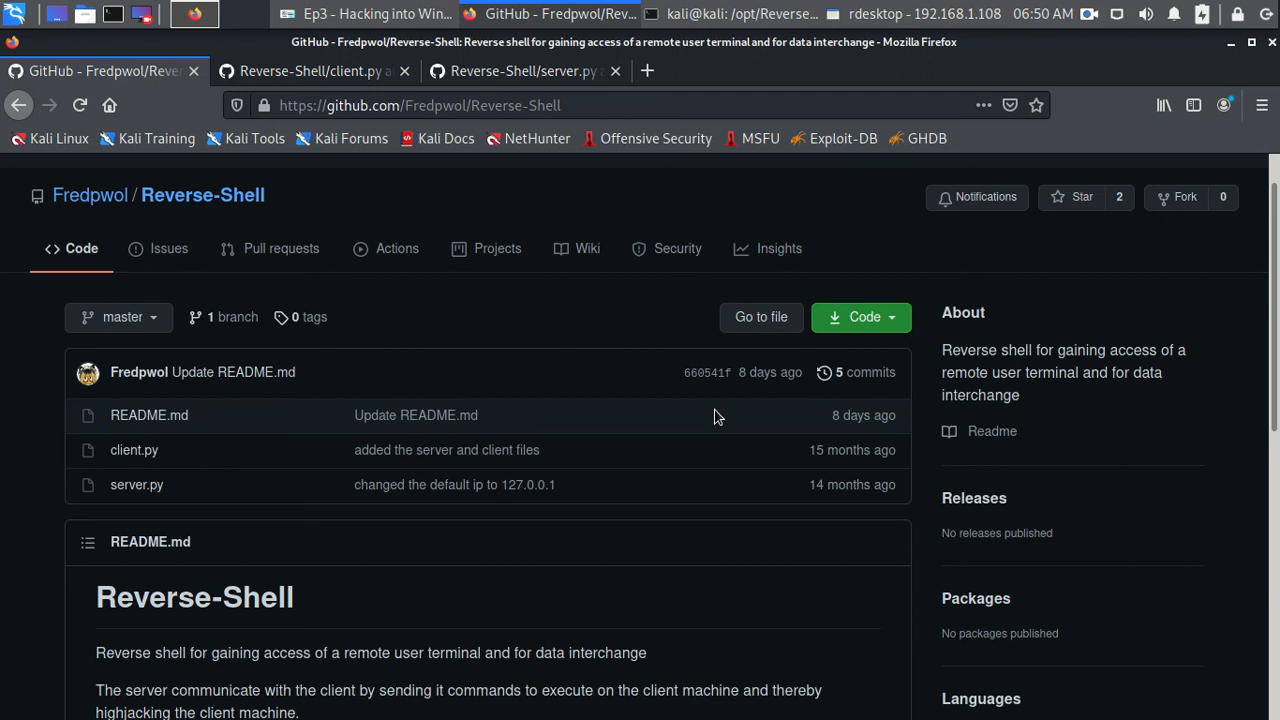 Ep3 - Hacking into Win...
GitHub - Fredpwol/Rev...
kali@kali: /opt/Reverse...
rdesktop - 192.168.1.108
06:50 AM
GitHub - Fredpwol/Reverse-Shell: Reverse shell for gaining access of a remote user terminal and for data interchange - Mozilla Firefox
GitHub - Fredpwol/Rever
Reverse-Shell/client.py a
Reverse-Shell/server.py a
https://github.com/Fredpwol/Reverse-Shell
Kali Linux
Kali Training
Kali Tools
Kali Forums
Kali Docs
NetHunter
Offensive Security
MSFU
Exploit-DB
GHDB
Fredpwol / Reverse-Shell
Notifications
Star 2
Fork 0
Code
Issues
Pull requests
Actions
Projects
Wiki
Security
Insights
master
1 branch
0 tags
Go to file
Code
Fredpwol Update README.md
660541f 8 days ago
5 commits
README.md
Update README.md
8 days ago
client.py
added the server and client files
15 months ago
server.py
changed the default ip to 127.0.0.1
14 months ago
README.md
Reverse-Shell
Reverse shell for gaining access of a remote user terminal and for data interchange
The server communicate with the client by sending it commands to execute on the client machine and thereby
highjacking the client machine.
About
Reverse shell for gaining access of a
remote user terminal and for data
interchange
Readme
Releases
No releases published
Packages
No packages published
Languages